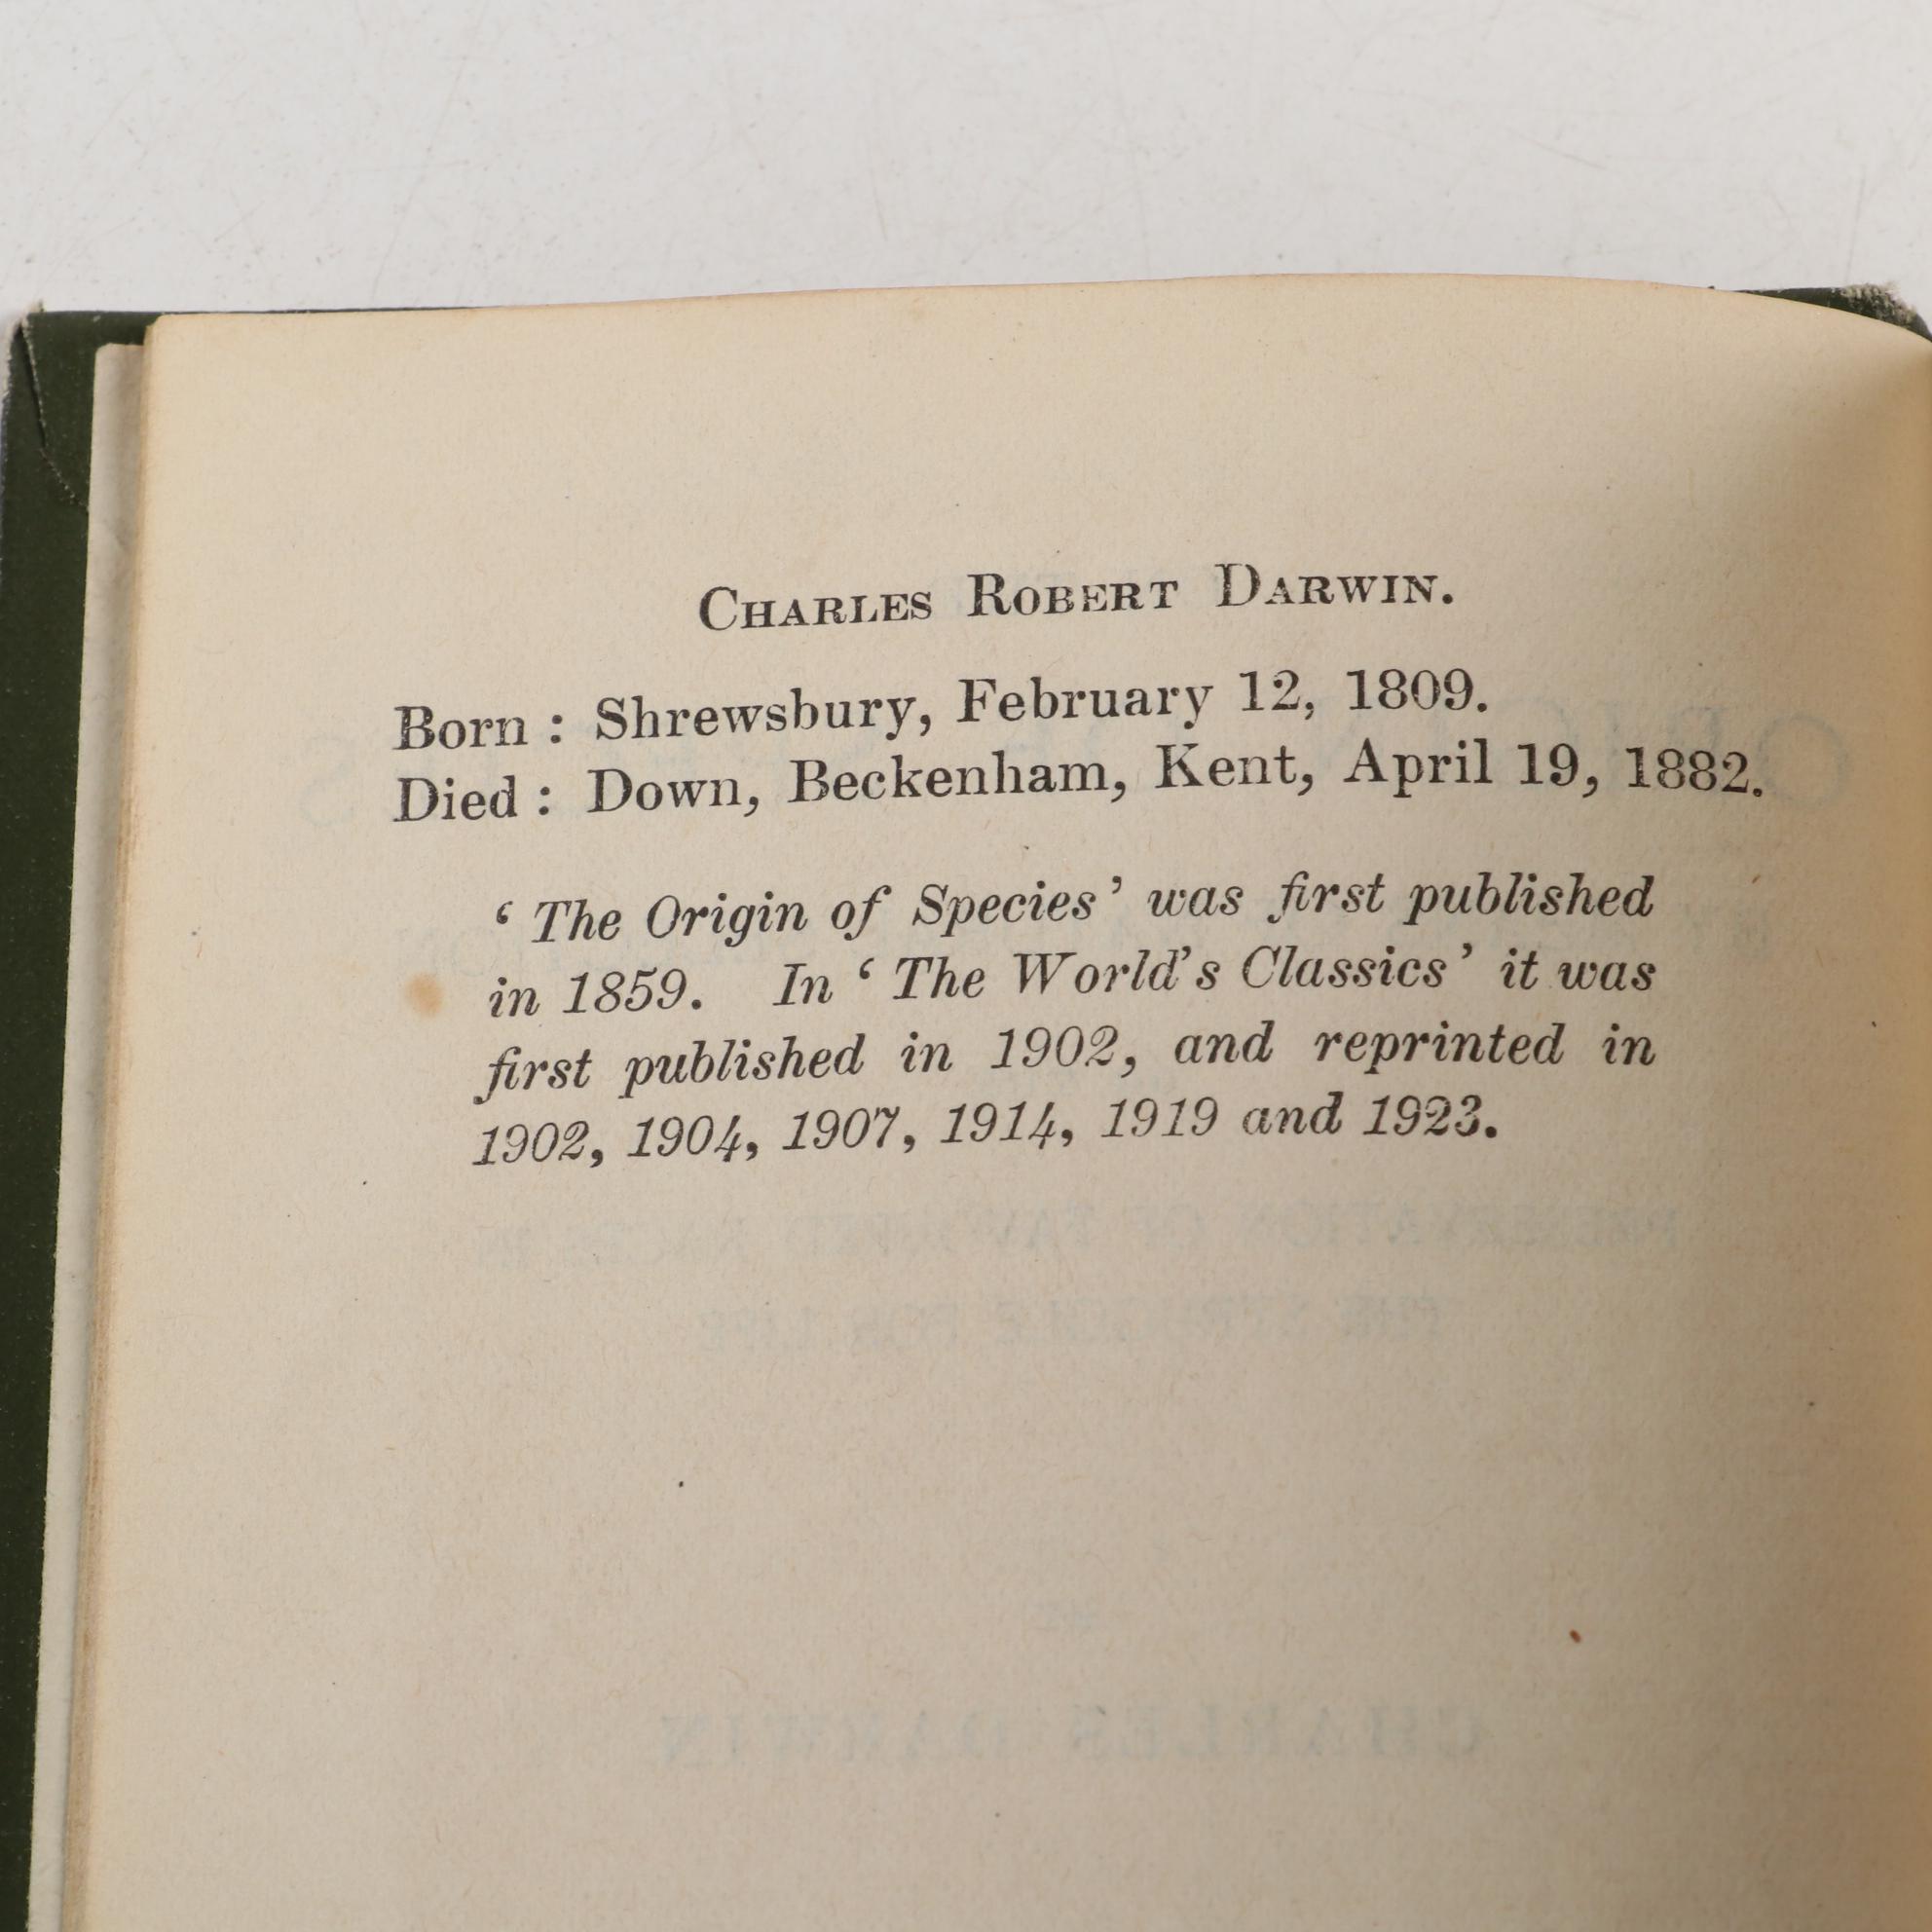 CHARLES ROBERT DARWIN.
Born : Shrewsbury, February 12, 1809.
Died : Down, Beckenham, Kent, April 19, 1882.
‘ The Origin of Species ’ was first published
in 1859. In ‘ The World’s Classics ’ it was
first published in 1902, and reprinted in
1902, 1904, 1907, 1914, 1919 and 1923.
CHARLES DARWIN